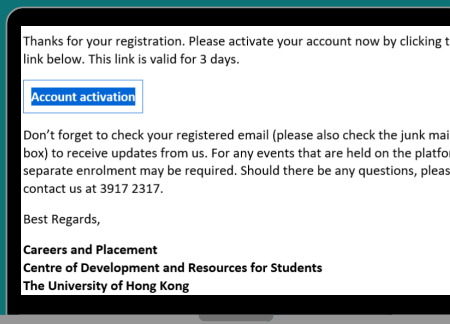 Thanks for your registration. Please activate your account now by clicking
link below. This link is valid for 3 days.
Account activation
Don't forget to check your registered email (please also check the junk
box) to receive updates from us. For any events that are held on the
separate enrolment may be required. Should there be any questions,
contact us at 3917 2317.
Best Regards,
Careers and Placement
Centre of Development and Resources for Students
The University of Hong Kong